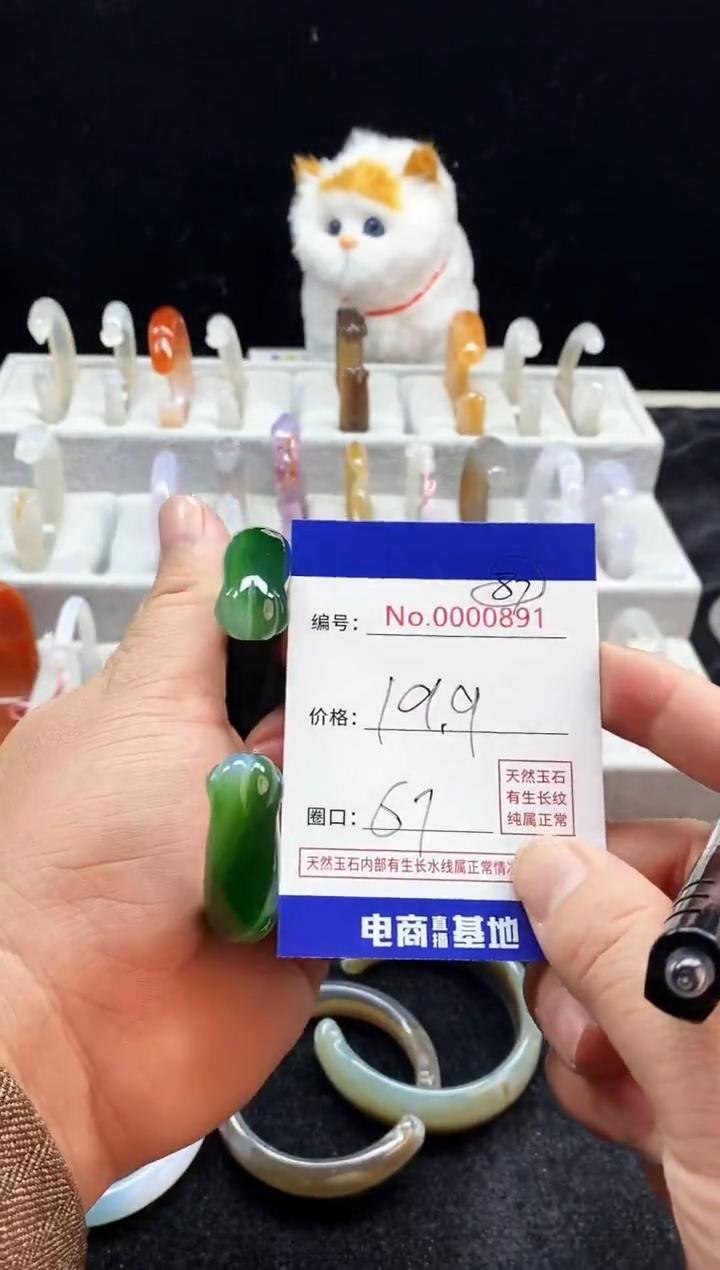 87
编号: No.0000891
价格: 19.9
圈口: 57
天然玉石
有生长纹
纯属正常
天然玉石内部有生长水线属正常情
电商直播基地